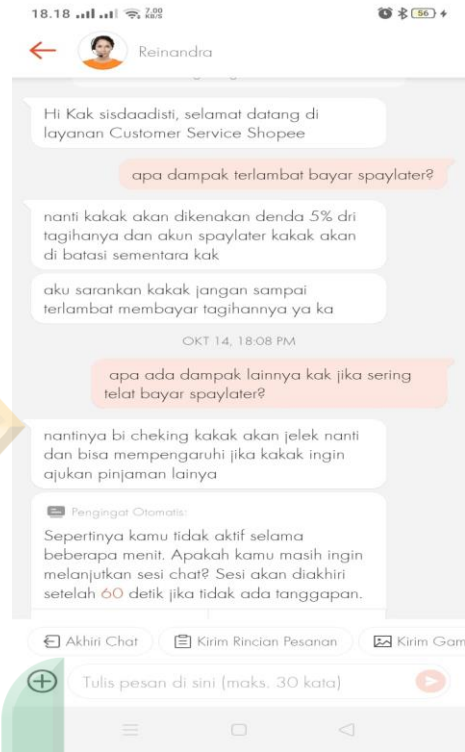 18.18 7.00 KB/S 56
Reinandra
Hi Kak sisdaadisti, selamat datang di
layanan Customer Service Shopee
apa dampak terlambat bayar spaylater?
nanti kakak akan dikenakan denda 5% dri
tagihanya dan akun spaylater kakak akan
di batasi sementara kak
aku sarankan kakak jangan sampai
terlambat membayar tagihannya ya ka
OKT 14, 18:08 PM
apa ada dampak lainnya kak jika sering
telat bayar spaylater?
nantinya bi cheking kakak akan jelek nanti
dan bisa mempengaruhi jika kakak ingin
ajukan pinjaman lainya
Pengingat Otomatis:
Sepertinya kamu tidak aktif selama
beberapa menit. Apakah kamu masih ingin
melanjutkan sesi chat? Sesi akan diakhiri
setelah 60 detik jika tidak ada tanggapan.
Akhiri Chat Kirim Rincian Pesanan Kirim Gam
Tulis pesan di sini (maks. 30 kata)